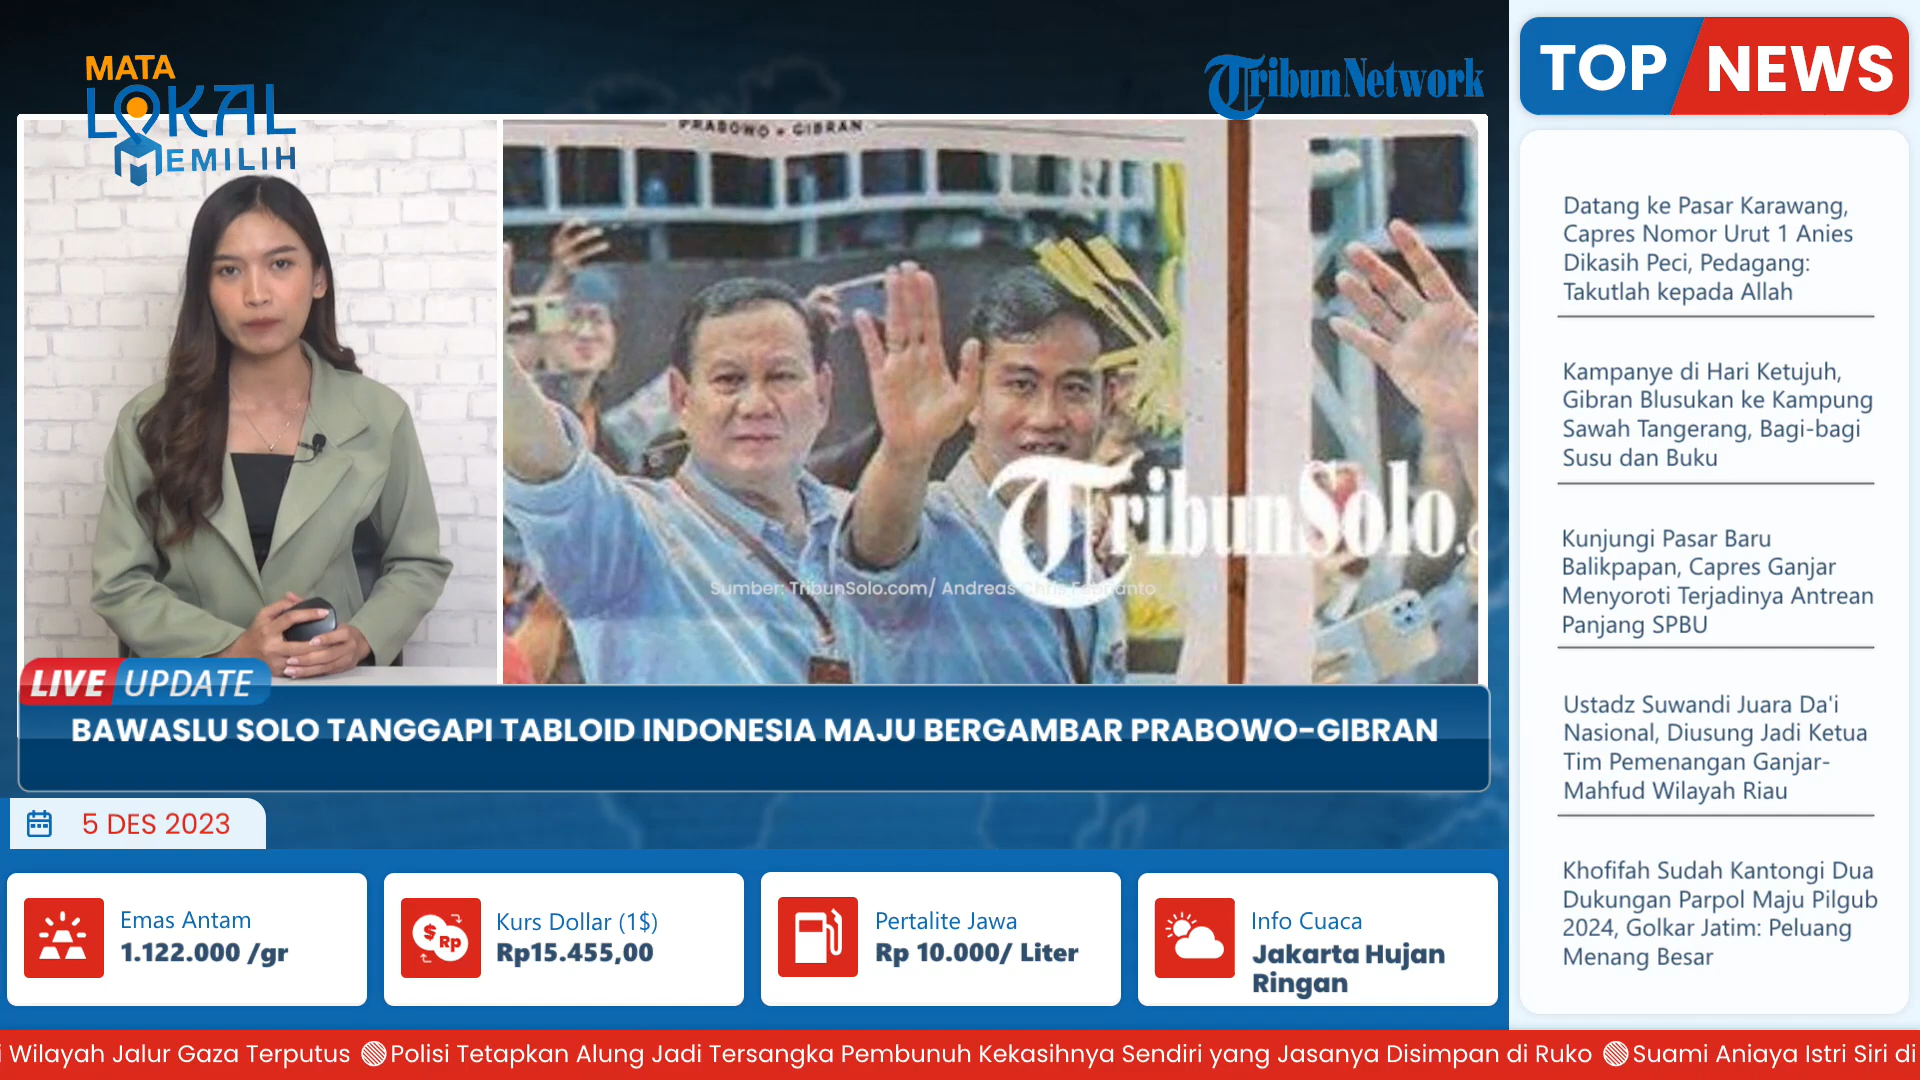 MATA
LOKAL
MEMILIH
TribunNetwork
TOP NEWS
PRABOWO - GIBRAN
TribunSolo.
Sumber: TribunSolo.com/ Andreas Chris Febrianto
LIVE UPDATE
BAWASLU SOLO TANGGAPI TABLOID INDONESIA MAJU BERGAMBAR PRABOWO-GIBRAN
5 DES 2023
Emas Antam
1.122.000 /gr
Kurs Dollar (1$)
Rp15.455,00
Pertalite Jawa
Rp 10.000/ Liter
Info Cuaca
Jakarta Hujan
Ringan
Datang ke Pasar Karawang,
Capres Nomor Urut 1 Anies
Dikasih Peci, Pedagang:
Takutlah kepada Allah
Kampanye di Hari Ketujuh,
Gibran Blusukan ke Kampung
Sawah Tangerang, Bagi-bagi
Susu dan Buku
Kunjungi Pasar Baru
Balikpapan, Capres Ganjar
Menyoroti Terjadinya Antrean
Panjang SPBU
Ustadz Suwandi Juara Da'i
Nasional, Diusung Jadi Ketua
Tim Pemenangan Ganjar-
Mahfud Wilayah Riau
Khofifah Sudah Kantongi Dua
Dukungan Parpol Maju Pilgub
2024, Golkar Jatim: Peluang
Menang Besar
i Wilayah Jalur Gaza Terputus Polisi Tetapkan Alung Jadi Tersangka Pembunuh Kekasihnya Sendiri yang Jasanya Disimpan di Ruko Suami Aniaya Istri Siri di